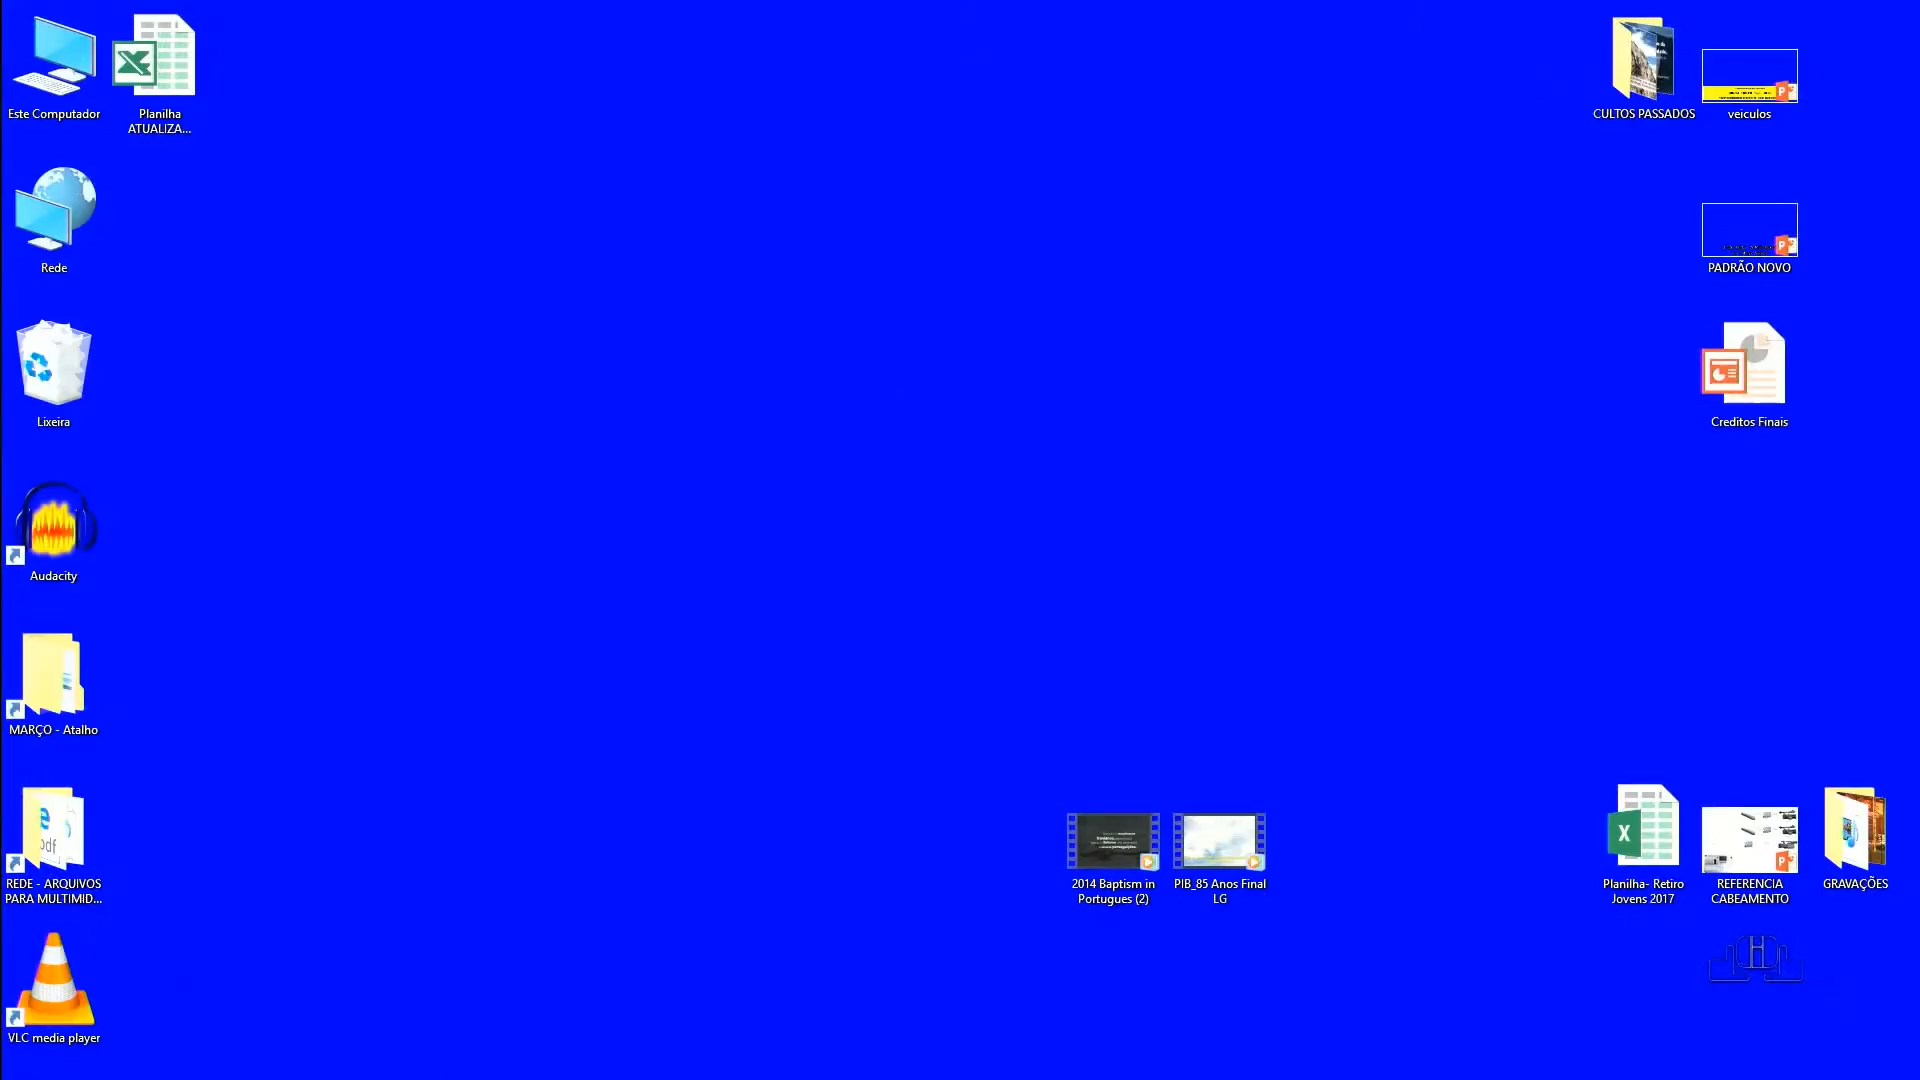 Este Computador
Planilha
ATUALIZA...
CULTOS PASSADOS
veiculos
Rede
PADRÃO NOVO
Lixeira
Creditos Finais
Audacity
MARÇO - Atalho
REDE - ARQUIVOS
PARA MULTIMID...
2014 Baptism in
Portugues (2)
PIB_85 Anos Final
LG
Planilha- Retiro
Jovens 2017
REFERENCIA
CABEAMENTO
GRAVAÇÕES
VLC media player